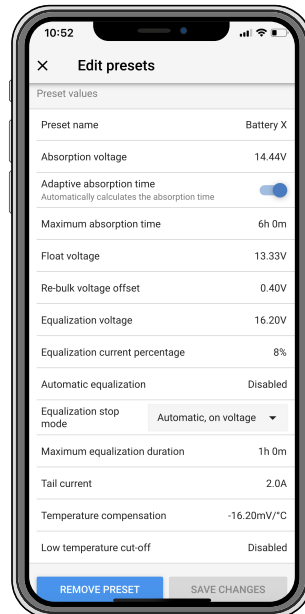 10:52
Edit presets
Preset values
Preset name Battery X
Absorption voltage 14.44V
Adaptive absorption time
Automatically calculates the absorption time
Maximum absorption time 6h 0m
Float voltage 13.33V
Re-bulk voltage offset 0.40V
Equalization voltage 16.20V
Equalization current percentage 8%
Automatic equalization Disabled
Equalization stop
mode Automatic, on voltage
Maximum equalization duration 1h 0m
Tail current 2.0A
Temperature compensation -16.20mV/°C
Low temperature cut-off Disabled
REMOVE PRESET SAVE CHANGES